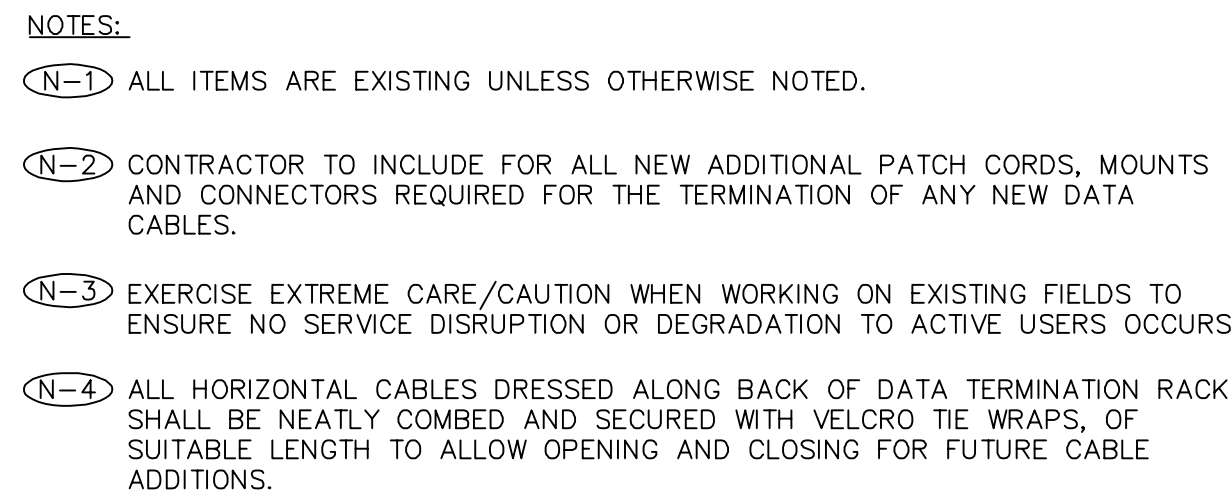 NOTES:
N-1 ALL ITEMS ARE EXISTING UNLESS OTHERWISE NOTED.
N-2 CONTRACTOR TO INCLUDE FOR ALL NEW ADDITIONAL PATCH CORDS, MOUNTS
AND CONNECTORS REQUIRED FOR THE TERMINATION OF ANY NEW DATA
CABLES.
N-3 EXERCISE EXTREME CARE/CAUTION WHEN WORKING ON EXISTING FIELDS TO
ENSURE NO SERVICE DISRUPTION OR DEGRADATION TO ACTIVE USERS OCCURS
N-4 ALL HORIZONTAL CABLES DRESSED ALONG BACK OF DATA TERMINATION RACK
SHALL BE NEATLY COMBED AND SECURED WITH VELCRO TIE WRAPS, OF
SUITABLE LENGTH TO ALLOW OPENING AND CLOSING FOR FUTURE CABLE
ADDITIONS.